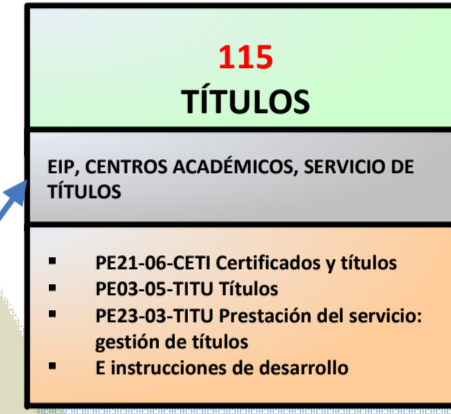 115
TÍTULOS
EIP, CENTROS ACADÉMICOS, SERVICIO DE
TÍTULOS
▪ PE21-06-CETI Certificados y títulos
▪ PE03-05-TITU Títulos
▪ PE23-03-TITU Prestación del servicio:
gestión de títulos
▪ E instrucciones de desarrollo